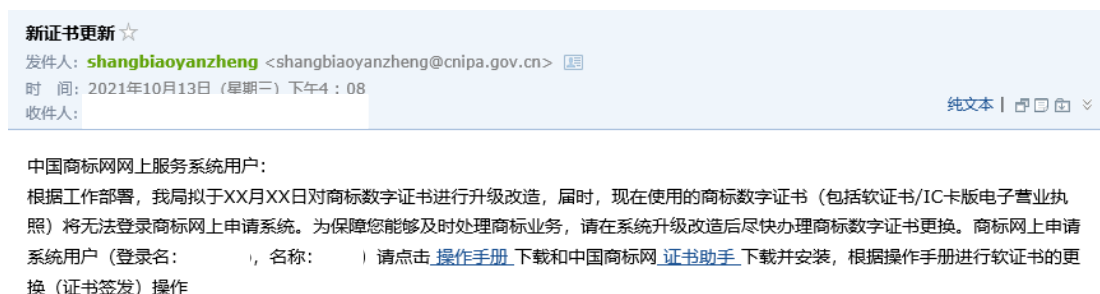 新证书更新
发件人：shangbiaoyanzheng <shangbiaoyanzheng@cnipa.gov.cn>
时 间：2021年10月13日（星期三）下午4：08
纯文本 |
收件人：
中国商标网网上服务系统用户：
根据工作部署，我局拟于XX月XX日对商标数字证书进行升级改造，届时，现在使用的商标数字证书（包括软证书/IC卡版电子营业执
照）将无法登录商标网上申请系统。为保障您能够及时处理商标业务，请在系统升级改造后尽快办理商标数字证书更换。商标网上申请
系统用户（登录名： ），名称： ）请点击 操作手册 下载和中国商标网 证书助手 下载并安装，根据操作手册进行软证书的更
换（证书签发）操作